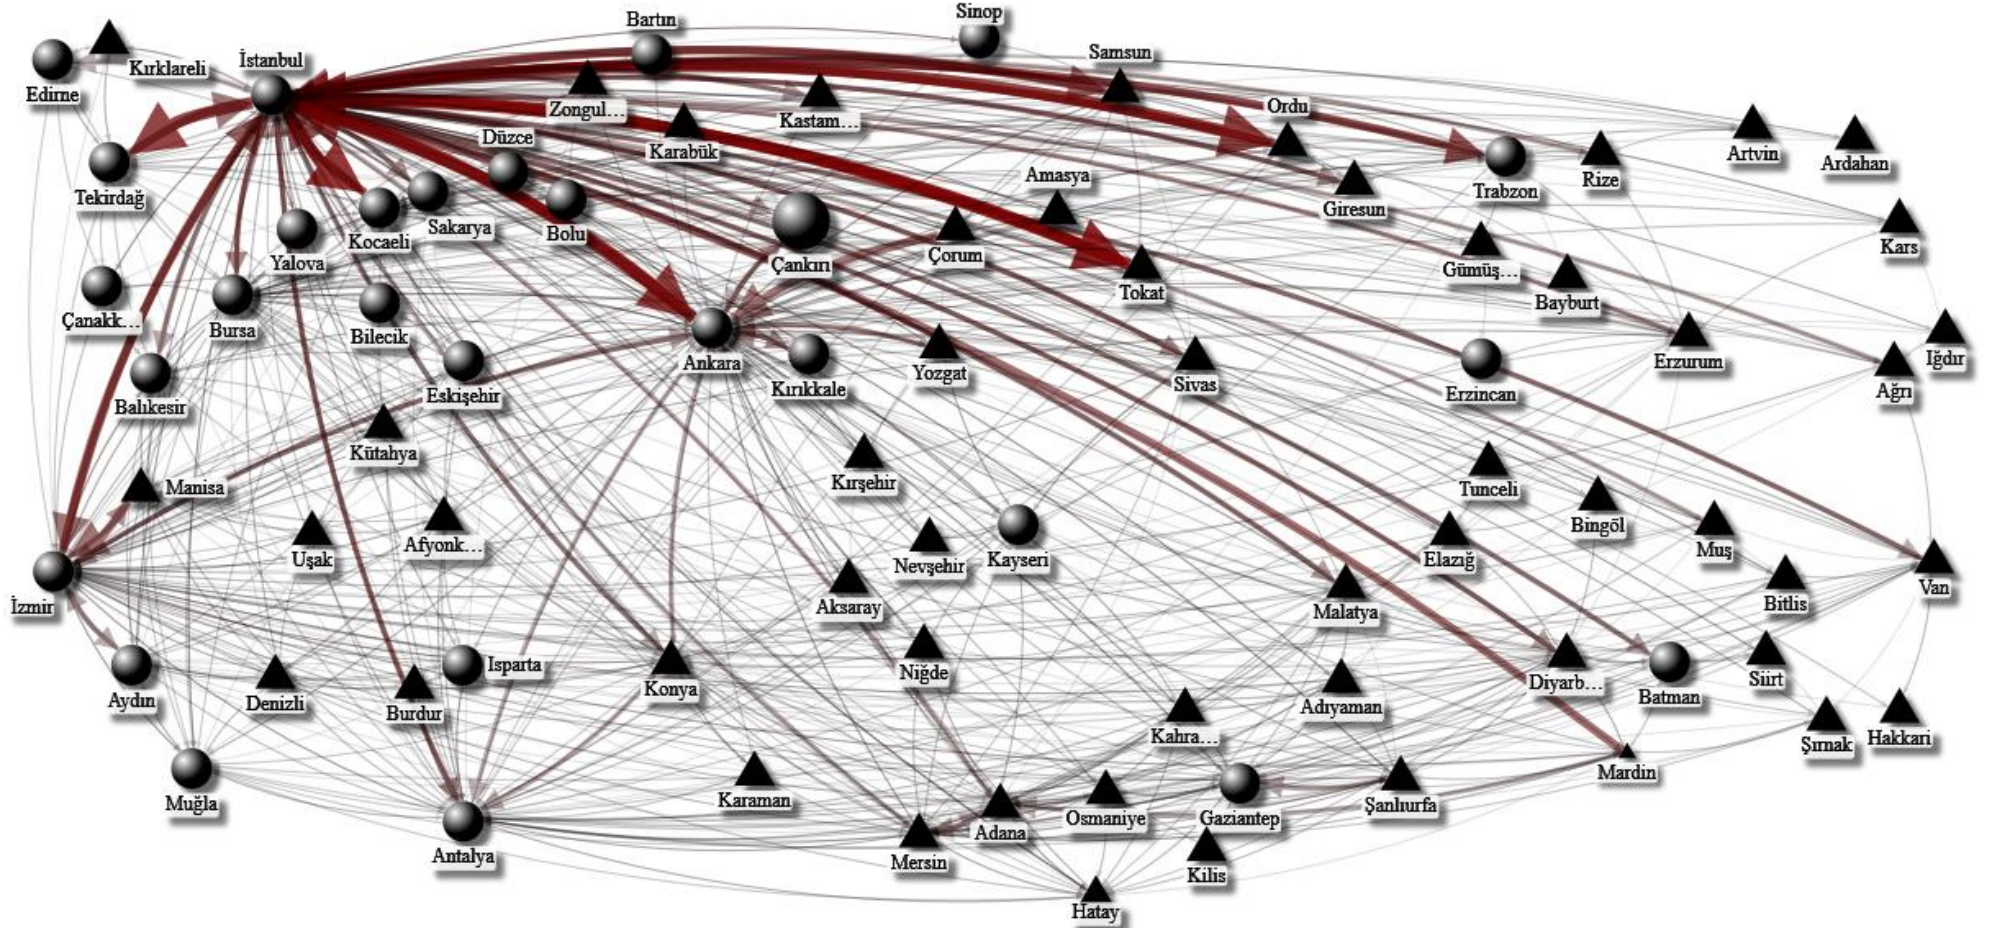 Sinop
Bartın
Samsun
İstanbul
Kırklareli
Edirne
Zongul...
Ordu
Kastam...
Düzce
Karabük
Artvin
Ardahan
Amasya
Rize
Trabzon
Tekirdağ
Giresun
Sakarya
Bolu
Kocaeli
Kars
Çorum
Yalova
Çankırı
Gümüş...
Tokat
Bayburt
Çanakk...
Bursa
Bilecik
Iğdır
Ankara
Erzurum
Yozgat
Sivas
Kırıkkale
Ağrı
Eskişehir
Erzincan
Balıkesir
Kütahya
Kırşehir
Manisa
Tunceli
Bingöl
Afyonk...
Muş
Uşak
Kayseri
Elazığ
Nevşehir
Van
Bitlis
İzmir
Aksaray
Malatya
Isparta
Niğde
Siirt
Diyarb...
Konya
Batman
Aydın
Denizli
Adıyaman
Burdur
Kahra...
Hakkari
Şırnak
Mardin
Karaman
Muğla
Şanlıurfa
Osmaniye
Gaziantep
Adana
Antalya
Mersin
Kilis
Hatay